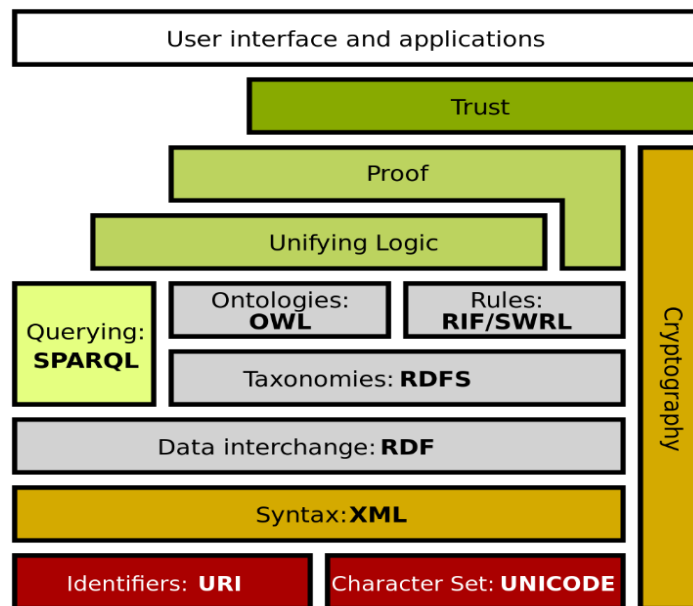 User interface and applications
Trust
Proof
Unifying Logic
Ontologies:
OWL
Rules:
RIF/SWRL
Querying:
SPARQL
Taxonomies: RDFS
Cryptography
Data interchange: RDF
Syntax:XML
Identifiers: URI
Character Set: UNICODE